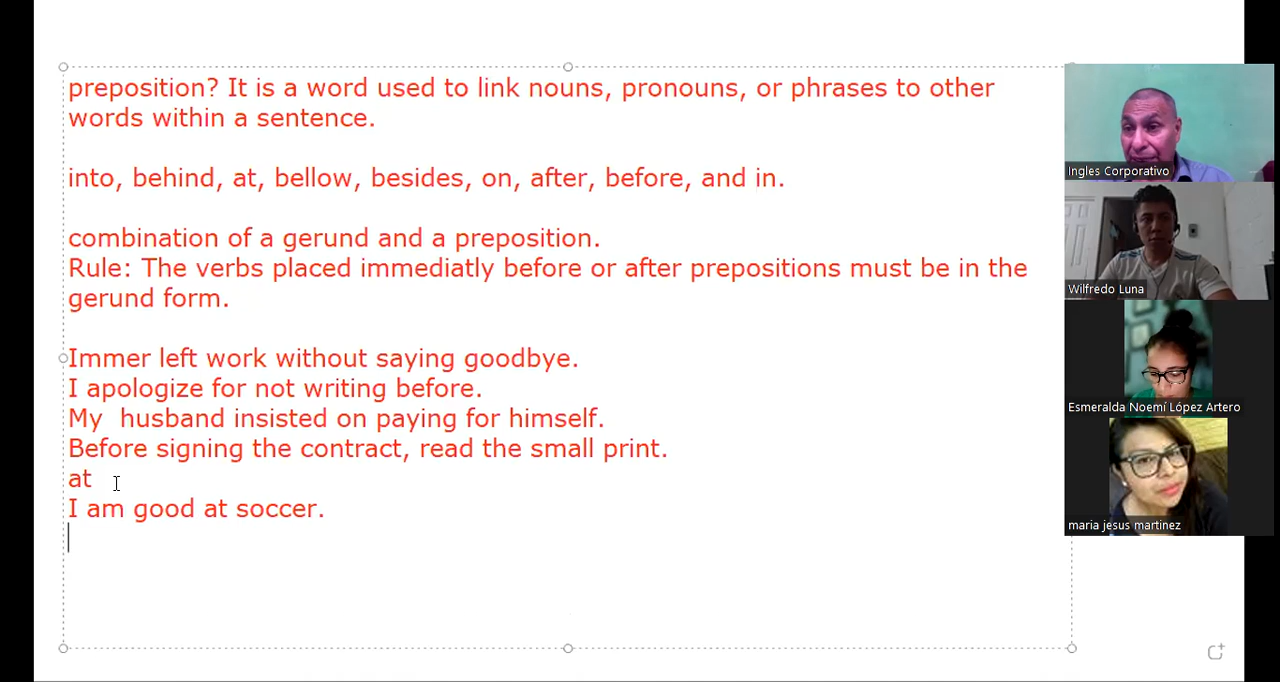 preposition? It is a word used to link nouns, pronouns, or phrases to other
words within a sentence.
into, behind, at, bellow, besides, on, after, before, and in.
combination of a gerund and a preposition.
Rule: The verbs placed immediatly before or after prepositions must be in the
gerund form.
Immer left work without saying goodbye.
I apologize for not writing before.
My  husband insisted on paying for himself.
Before signing the contract, read the small print.
at
I am good at soccer.
Ingles Corporativo
Wilfredo Luna
Esmeralda Noemí López Artero
maria jesus martinez